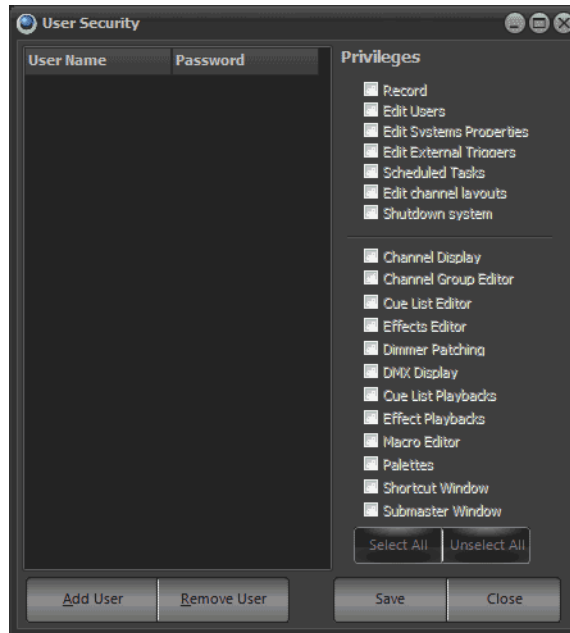 User Security
User Name Password
Privileges
Record
Edit Users
Edit Systems Properties
Edit External Triggers
Scheduled Tasks
Edit channel layouts
Shutdown system
Channel Display
Channel Group Editor
Cue List Editor
Effects Editor
Dimmer Patching
DMX Display
Cue List Playbacks
Effect Playbacks
Macro Editor
Palettes
Shortcut Window
Submaster Window
Select All Unselect All
Add User Remove User Save Close